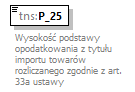 tns:P_25
Wysokość podstawy
opodatkowania z tytułu
importu towarów
rozliczanego zgodnie z art.
33a ustawy